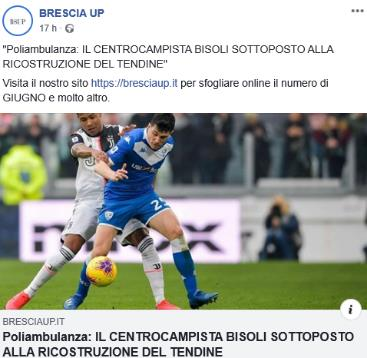 BRESCIA UP
17 h ·
"Poliambulanza: IL CENTROCAMPISTA BISOLI SOTTOPOSTO ALLA
RICOSTRUZIONE DEL TENDINE"
Visita il nostro sito https://bresciaup.it per sfogliare online il numero di
GIUGNO e molto altro.
BRESCIAUP.IT
Poliambulanza: IL CENTROCAMPISTA BISOLI SOTTOPOSTO
ALLA RICOSTRUZIONE DEL TENDINE